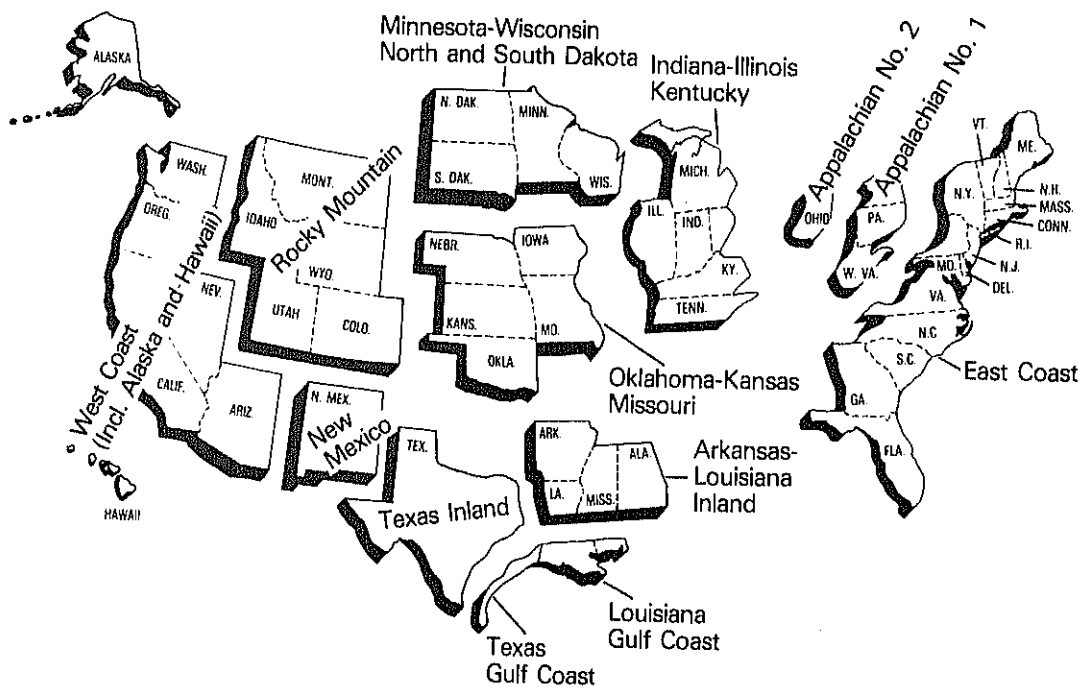 Minnesota-Wisconsin
North and South Dakota
Indiana-Illinois
Kentucky
Appalachian No. 2
Appalachian No. 1
ALASKA
WASH.
OREG.
NEV.
CALIF.
ARIZ.
West Coast
(Incl. Alaska and Hawaii)
HAWAII
MONT.
IDAHO
Rocky Mountain
WYO.
UTAH
COLO.
N. MEX.
New
Mexico
N. DAK.
MINN.
S. DAK.
WIS.
NEBR.
IOWA
KANS.
MO.
OKLA.
Oklahoma-Kansas
Missouri
MICH.
ILL.
IND.
KY.
TENN.
OHIO
PA.
W. VA.
VT.
ME.
N.Y.
N.H.
MASS.
CONN.
R.I.
N.J.
MD.
DEL.
VA.
N.C.
S.C.
East Coast
GA.
FLA.
TEX.
Texas Inland
ARK.
ALA.
LA.
MISS.
Arkansas-
Louisiana
Inland
Louisiana
Gulf Coast
Texas
Gulf Coast